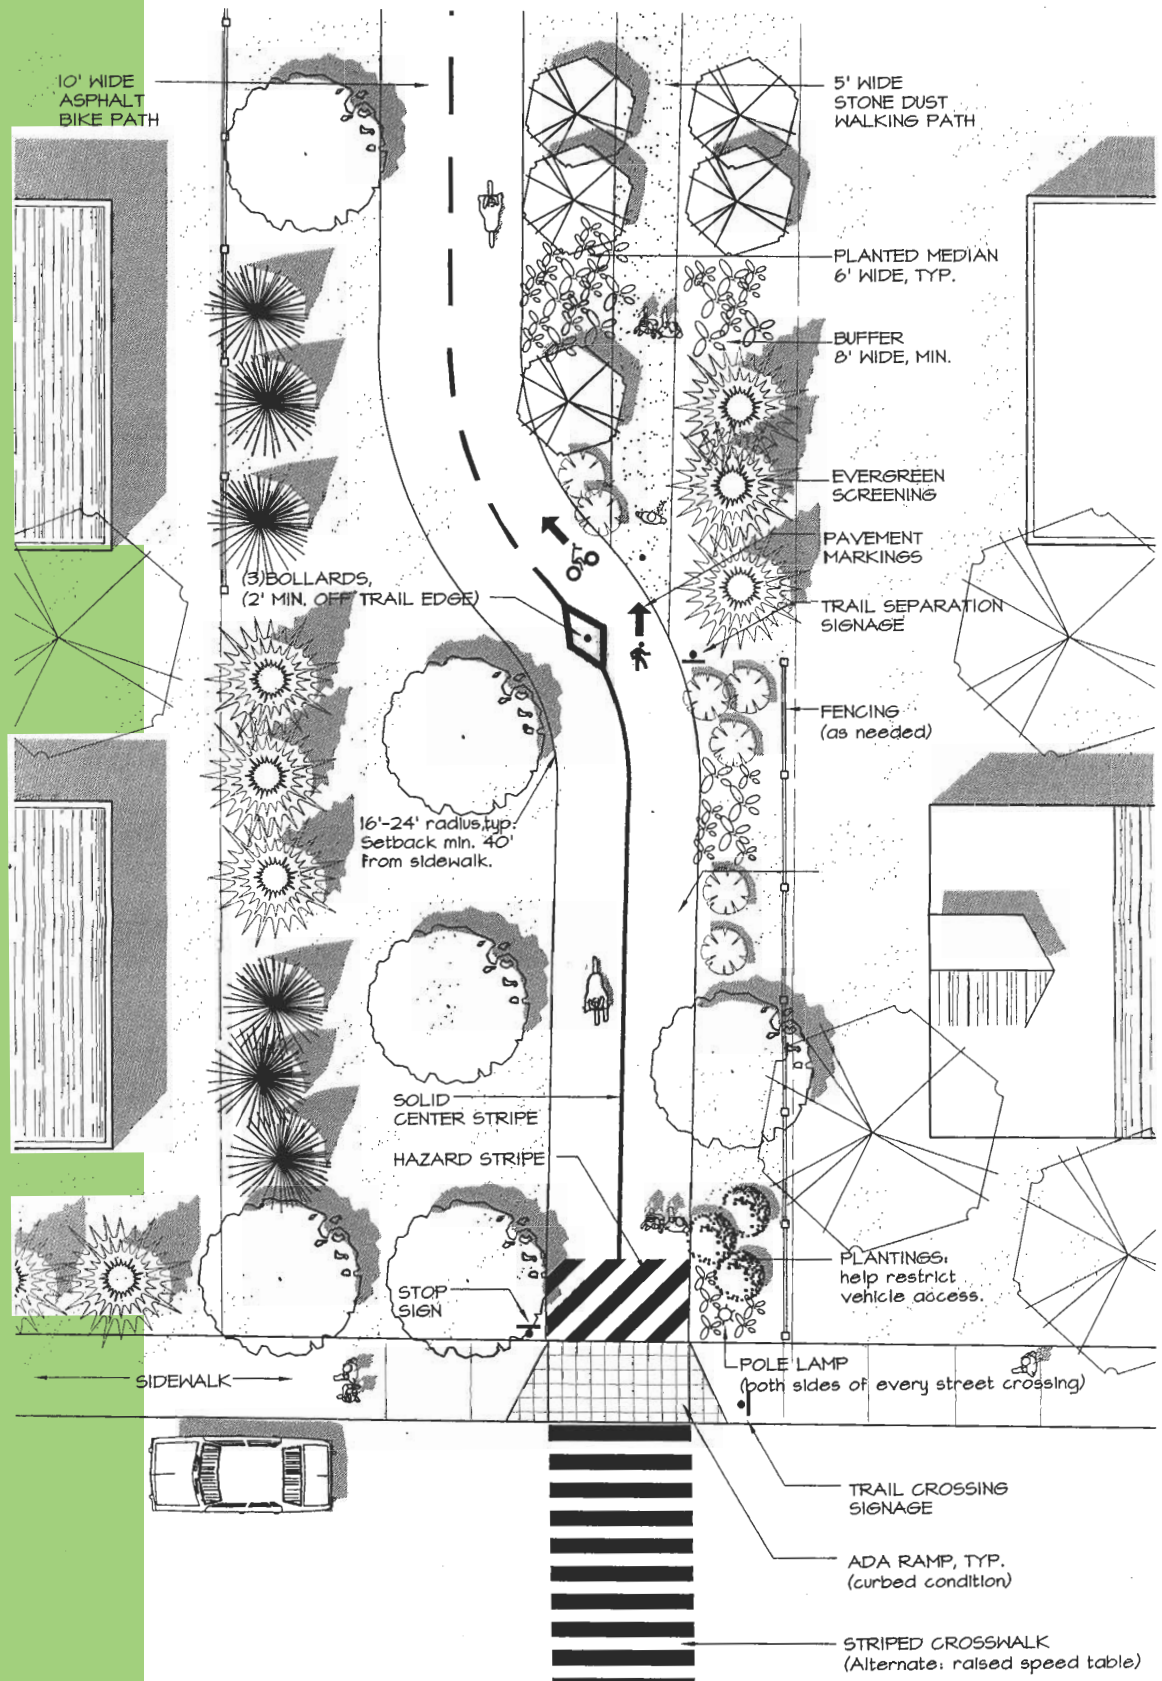 10' WIDE
ASPHALT
BIKE PATH
5' WIDE
STONE DUST
WALKING PATH
PLANTED MEDIAN
6' WIDE, TYP.
BUFFER
8' WIDE, MIN.
EVERGREEN
SCREENING
PAVEMENT
MARKINGS
(3)BOLLARDS,
(2' MIN. OFF TRAIL EDGE)
TRAIL SEPARATION
SIGNAGE
FENCING
(as needed)
16'-24' radius,typ.
Setback min. 40'
from sidewalk.
SOLID
CENTER STRIPE
HAZARD STRIPE
PLANTINGS:
help restrict
vehicle access.
STOP
SIGN
POLE LAMP
(both sides of every street crossing)
SIDEWALK
TRAIL CROSSING
SIGNAGE
ADA RAMP, TYP.
(curbed condition)
STRIPED CROSSWALK
(Alternate: raised speed table)